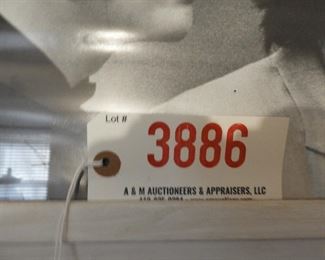 Lot #
3886
A & M AUCTIONEERS & APPRAISERS, LLC